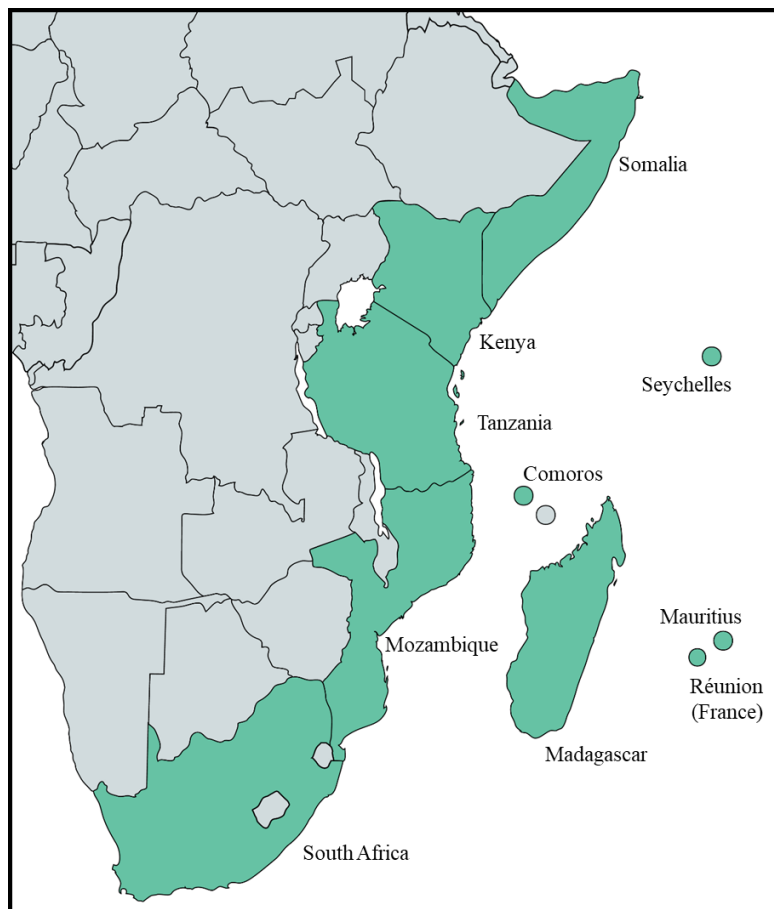 Somalia
Kenya
Seychelles
Tanzania
Comoros
Mauritius
Mozambique
Réunion
(France)
Madagascar
South Africa